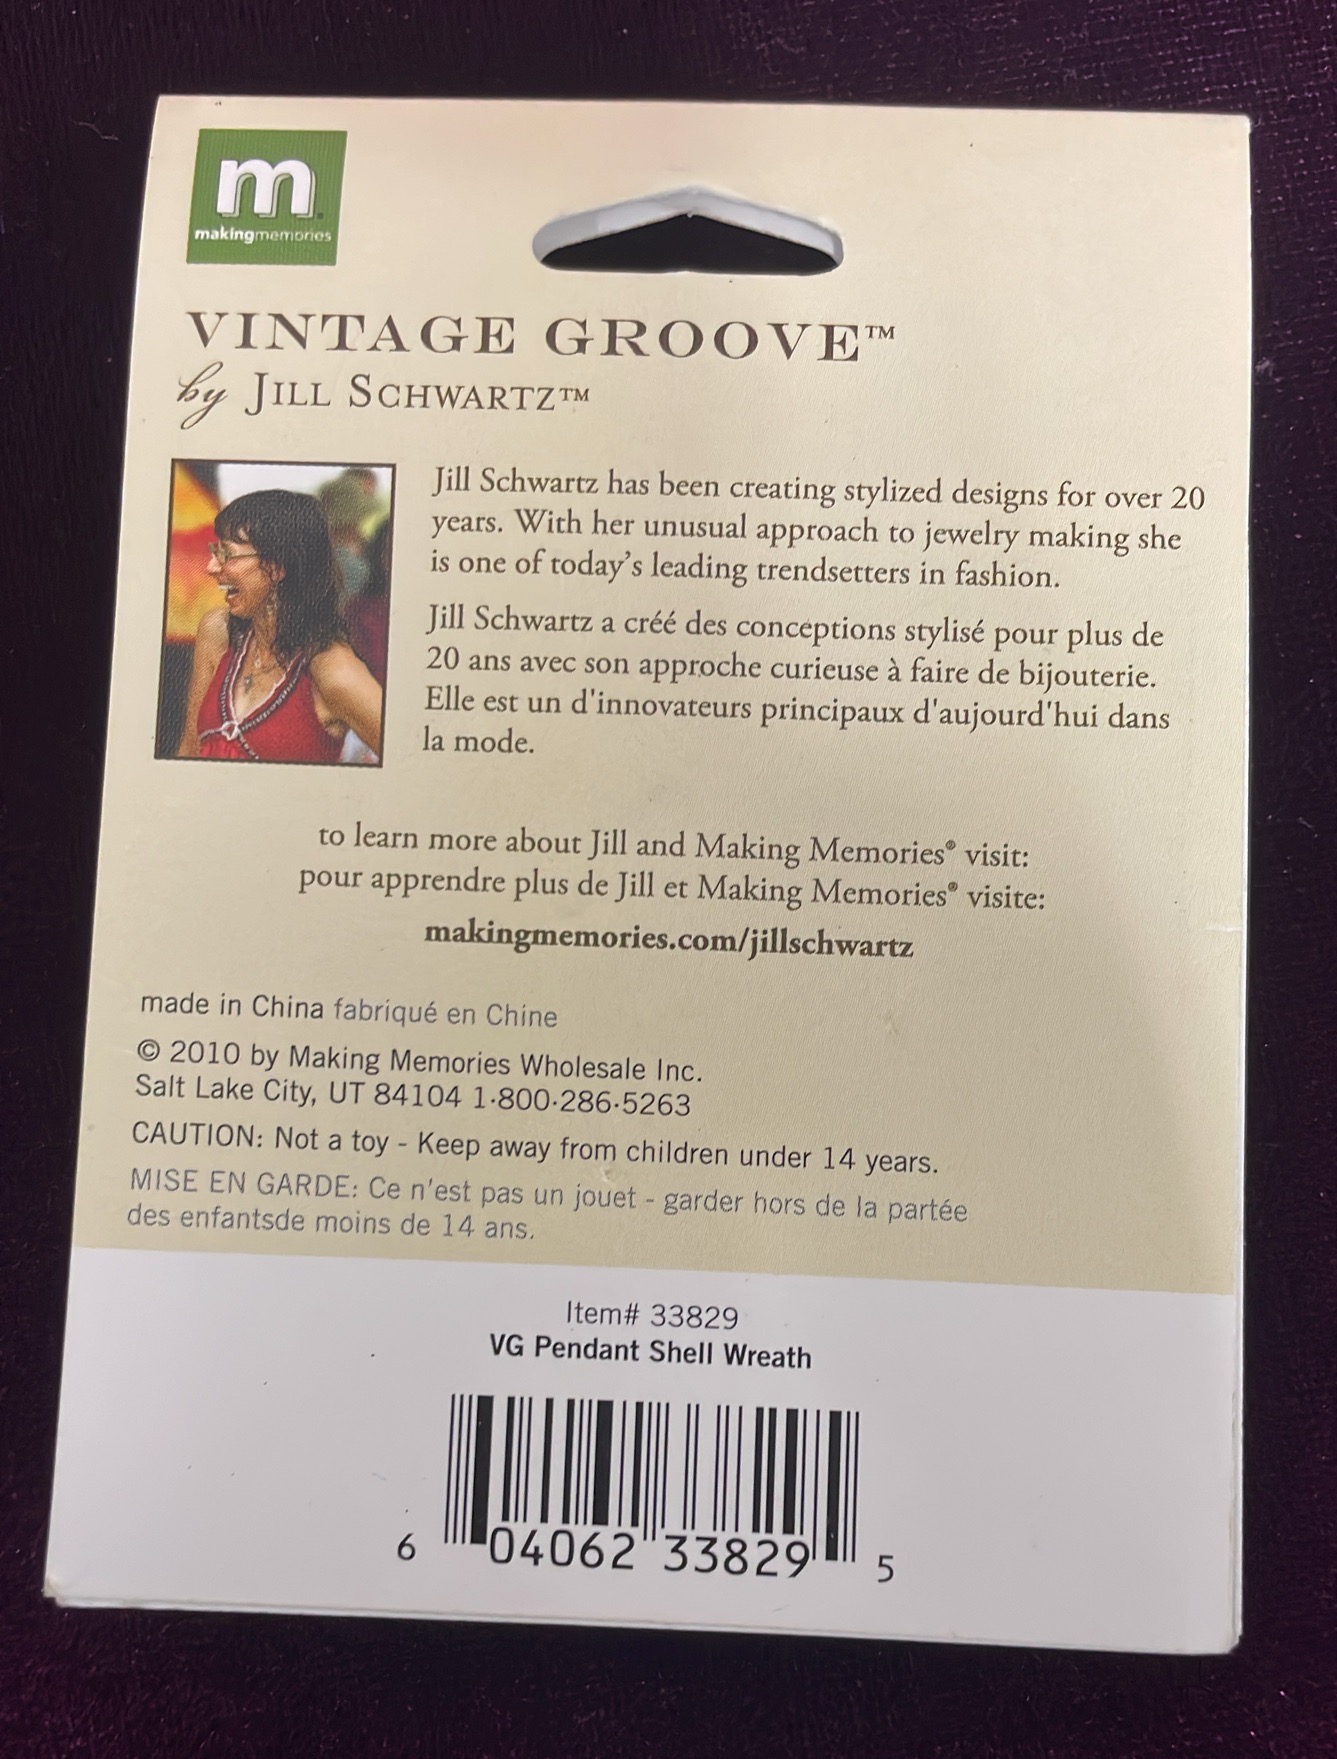 m
makingmemories
VINTAGE GROOVE™
by JILL SCHWARTZ™
Jill Schwartz has been creating stylized designs for over 20
years. With her unusual approach to jewelry making she
is one of today's leading trendsetters in fashion.
Jill Schwartz a créé des conceptions stylisé pour plus de
20 ans avec son approche curieuse à faire de bijouterie.
Elle est un d'innovateurs principaux d'aujourd'hui dans
la mode.
to learn more about Jill and Making Memories® visit:
pour apprendre plus de Jill et Making Memories® visite:
makingmemories.com/jillschwartz
made in China fabriqué en Chine
© 2010 by Making Memories Wholesale Inc.
Salt Lake City, UT 84104 1·800·286·5263
CAUTION: Not a toy - Keep away from children under 14 years.
MISE EN GARDE: Ce n'est pas un jouet - garder hors de la partée
des enfantsde moins de 14 ans.
Item# 33829
VG Pendant Shell Wreath
6 04062 33829 5